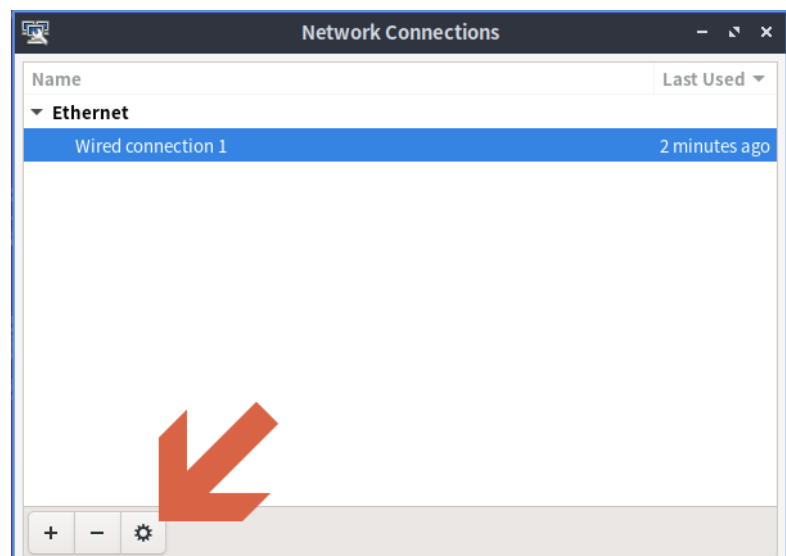 Network Connections
Name Last Used
Ethernet
Wired connection 1 2 minutes ago